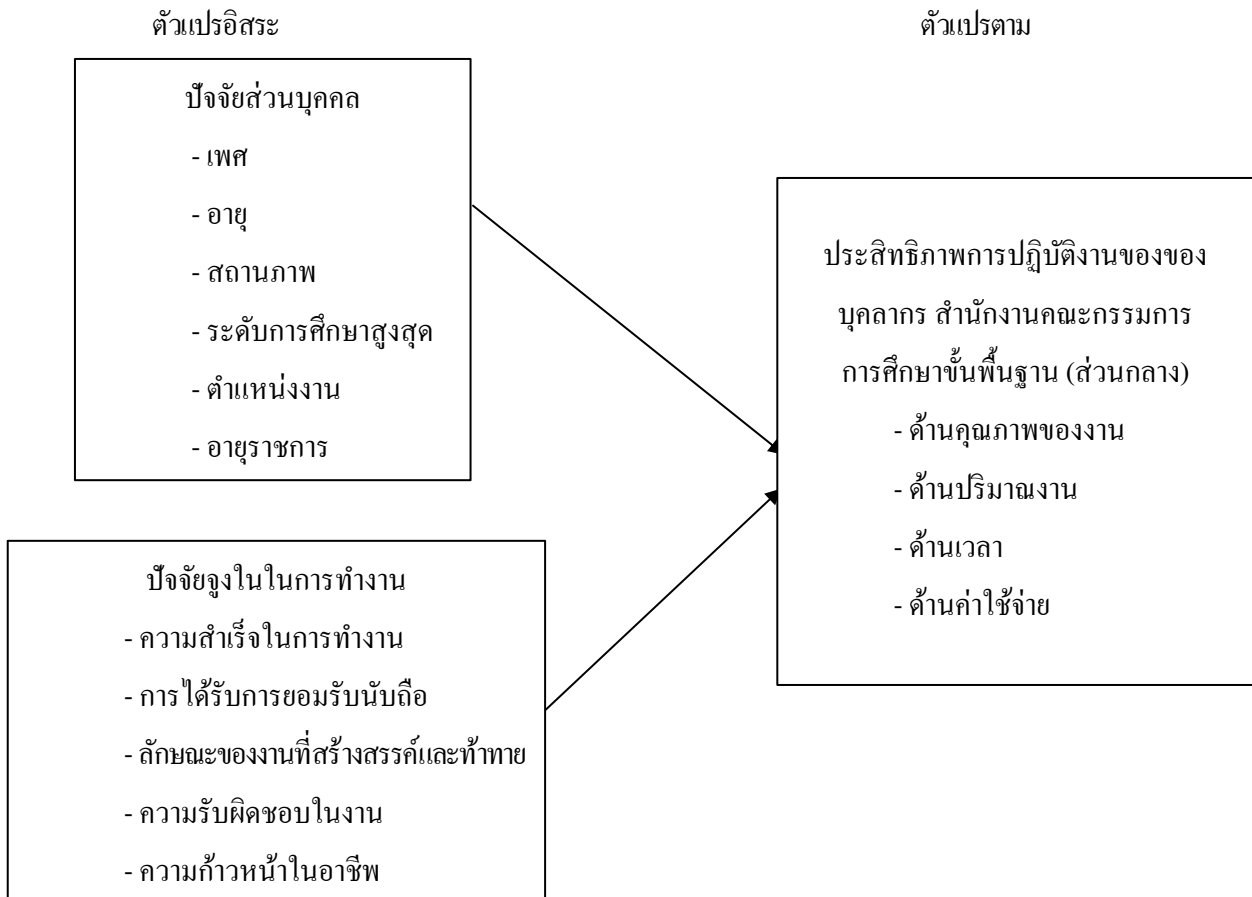 ตัวแปรอิสระ
ตัวแปรตาม
ปัจจัยส่วนบุคคล
- เพศ
- อายุ
- สถานภาพ
- ระดับการศึกษาสูงสุด
- ตำแหน่งงาน
- อายุราชการ
ประสิทธิภาพการปฏิบัติงานของของ
บุคลากร สำนักงานคณะกรรมการ
การศึกษาขั้นพื้นฐาน (ส่วนกลาง)
- ด้านคุณภาพของงาน
- ด้านปริมาณงาน
- ด้านเวลา
- ด้านค่าใช้จ่าย
ปัจจัยจูงในในการทำงาน
- ความสำเร็จในการทำงาน
- การได้รับการยอมรับนับถือ
- ลักษณะของงานที่สร้างสรรค์และท้าทาย
- ความรับผิดชอบในงาน
- ความก้าวหน้าในอาชีพ